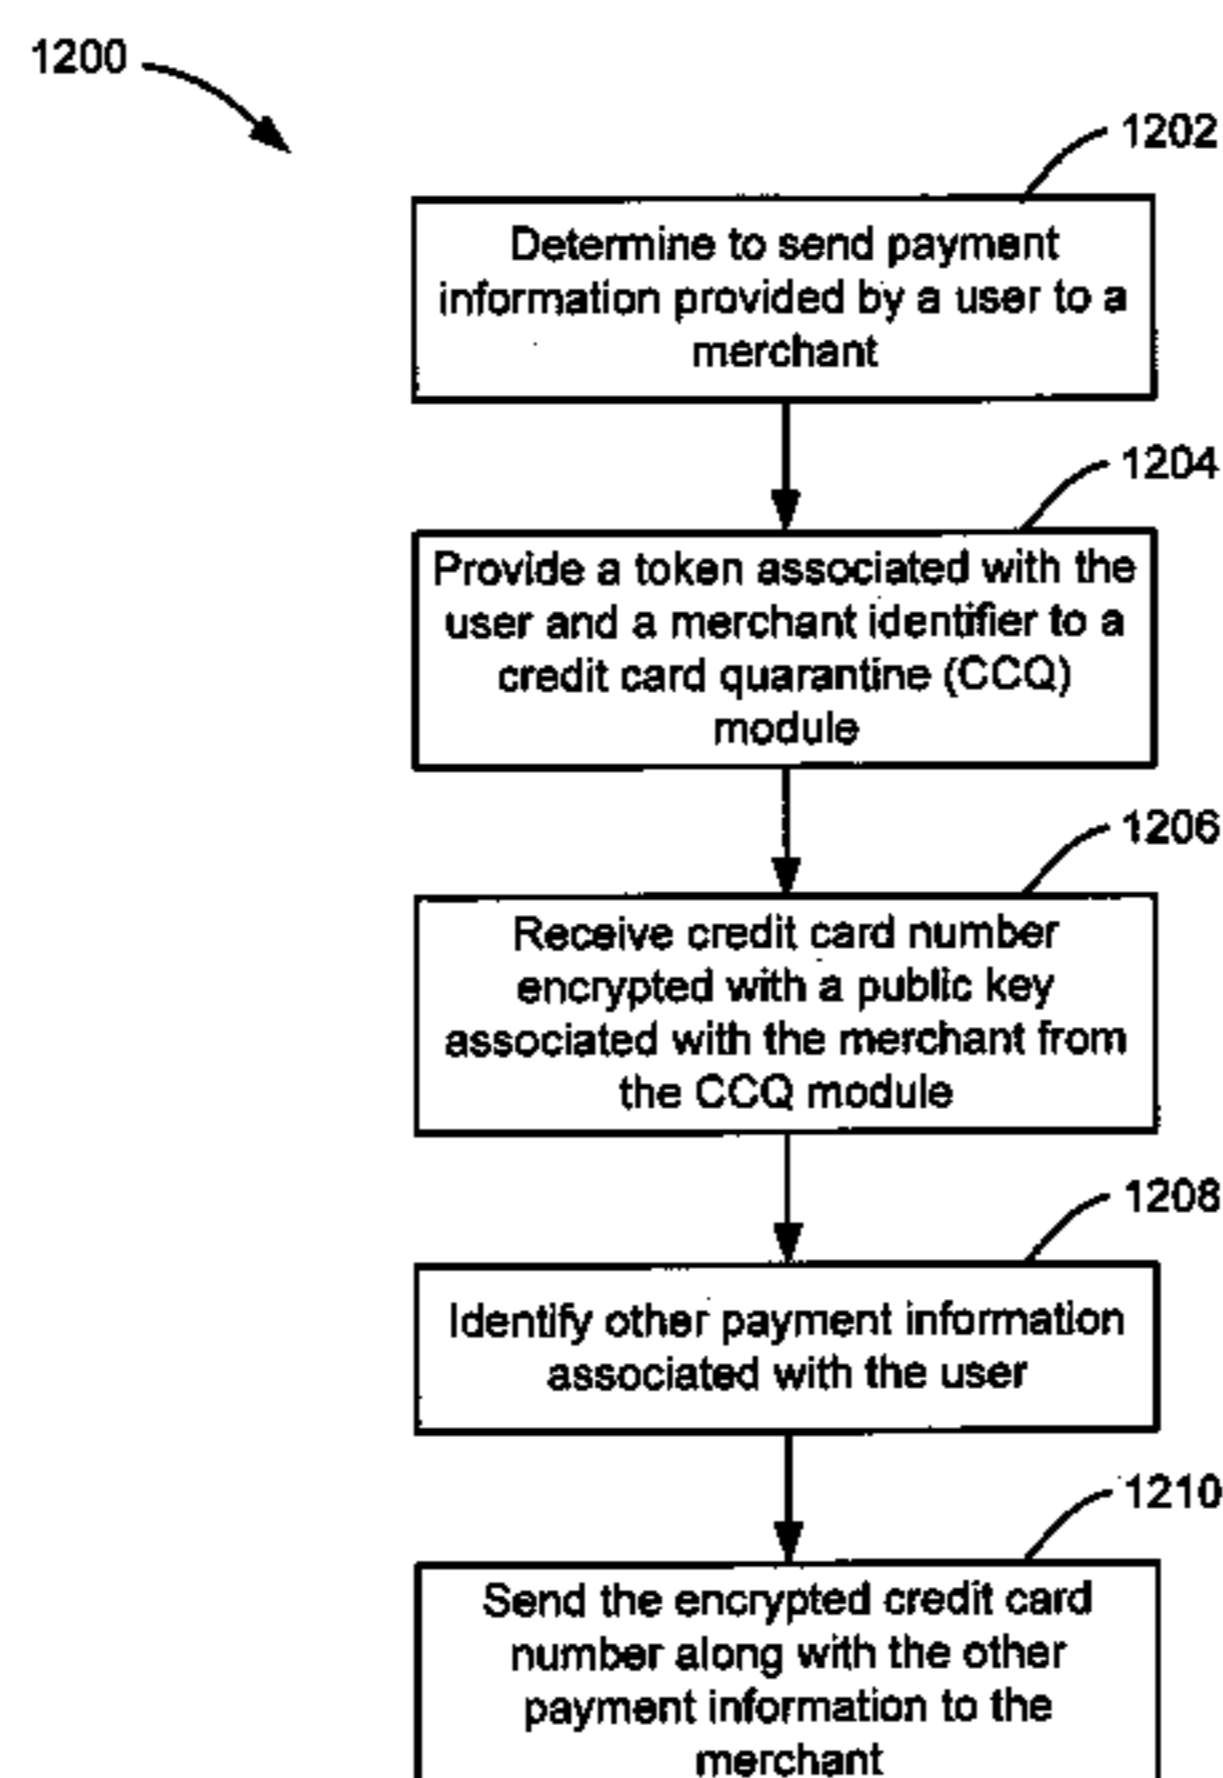 1200
1202
Determine to send payment
information provided by a user to a
merchant
1204
Provide a token associated with the
user and a merchant identifier to a
credit card quarantine (CCQ)
module
1206
Receive credit card number
encrypted with a public key
associated with the merchant from
the CCQ module
1208
Identify other payment information
associated with the user
1210
Send the encrypted credit card
number along with the other
payment information to the
merchant